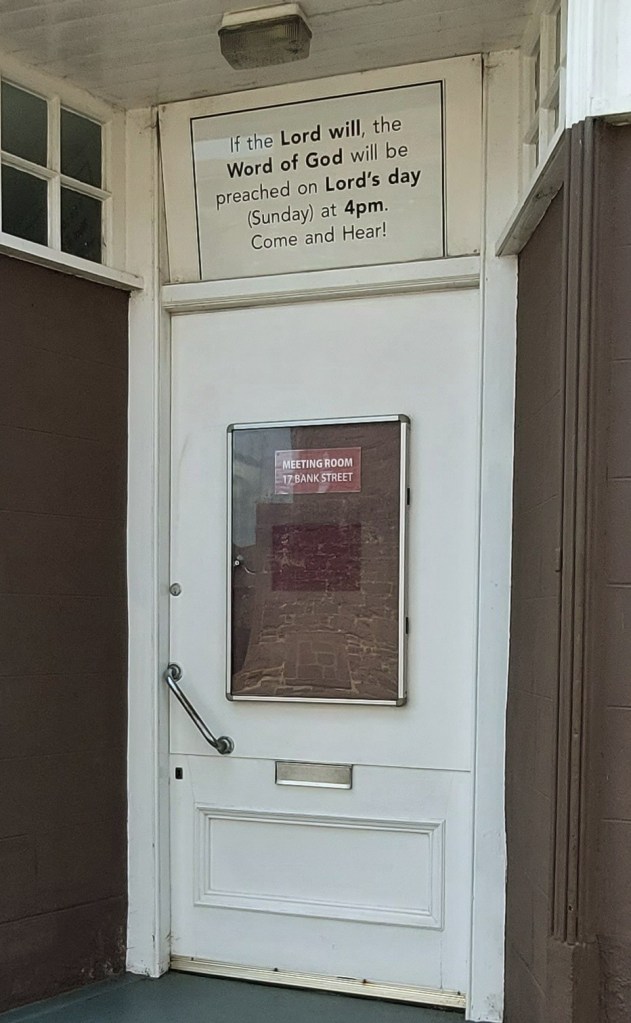 If the Lord will, the
Word of God will be
preached on Lord's day
(Sunday) at 4pm.
Come and Hear!
MEETING ROOM
17 BANK STREET